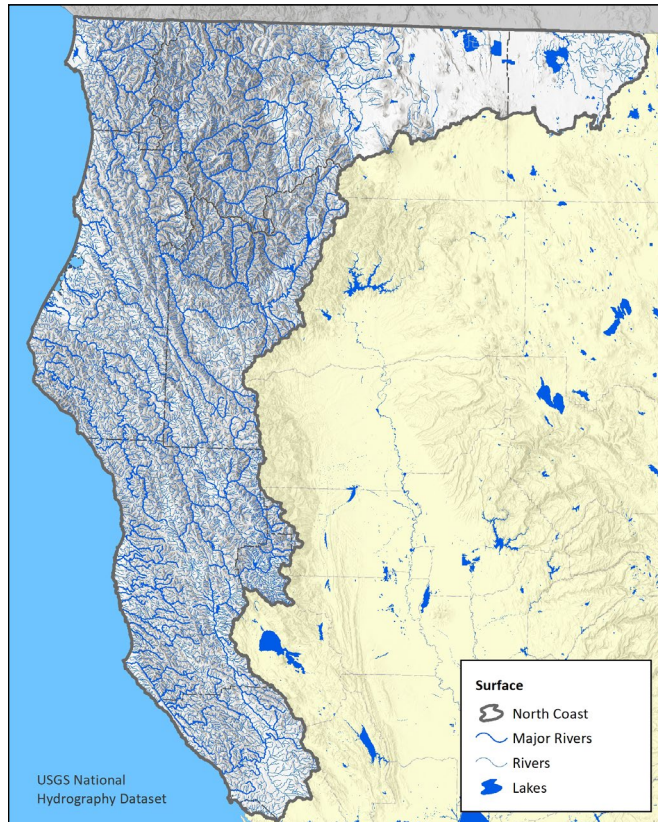 Surface
North Coast
Major Rivers
Rivers
Lakes
USGS National
Hydrography Dataset